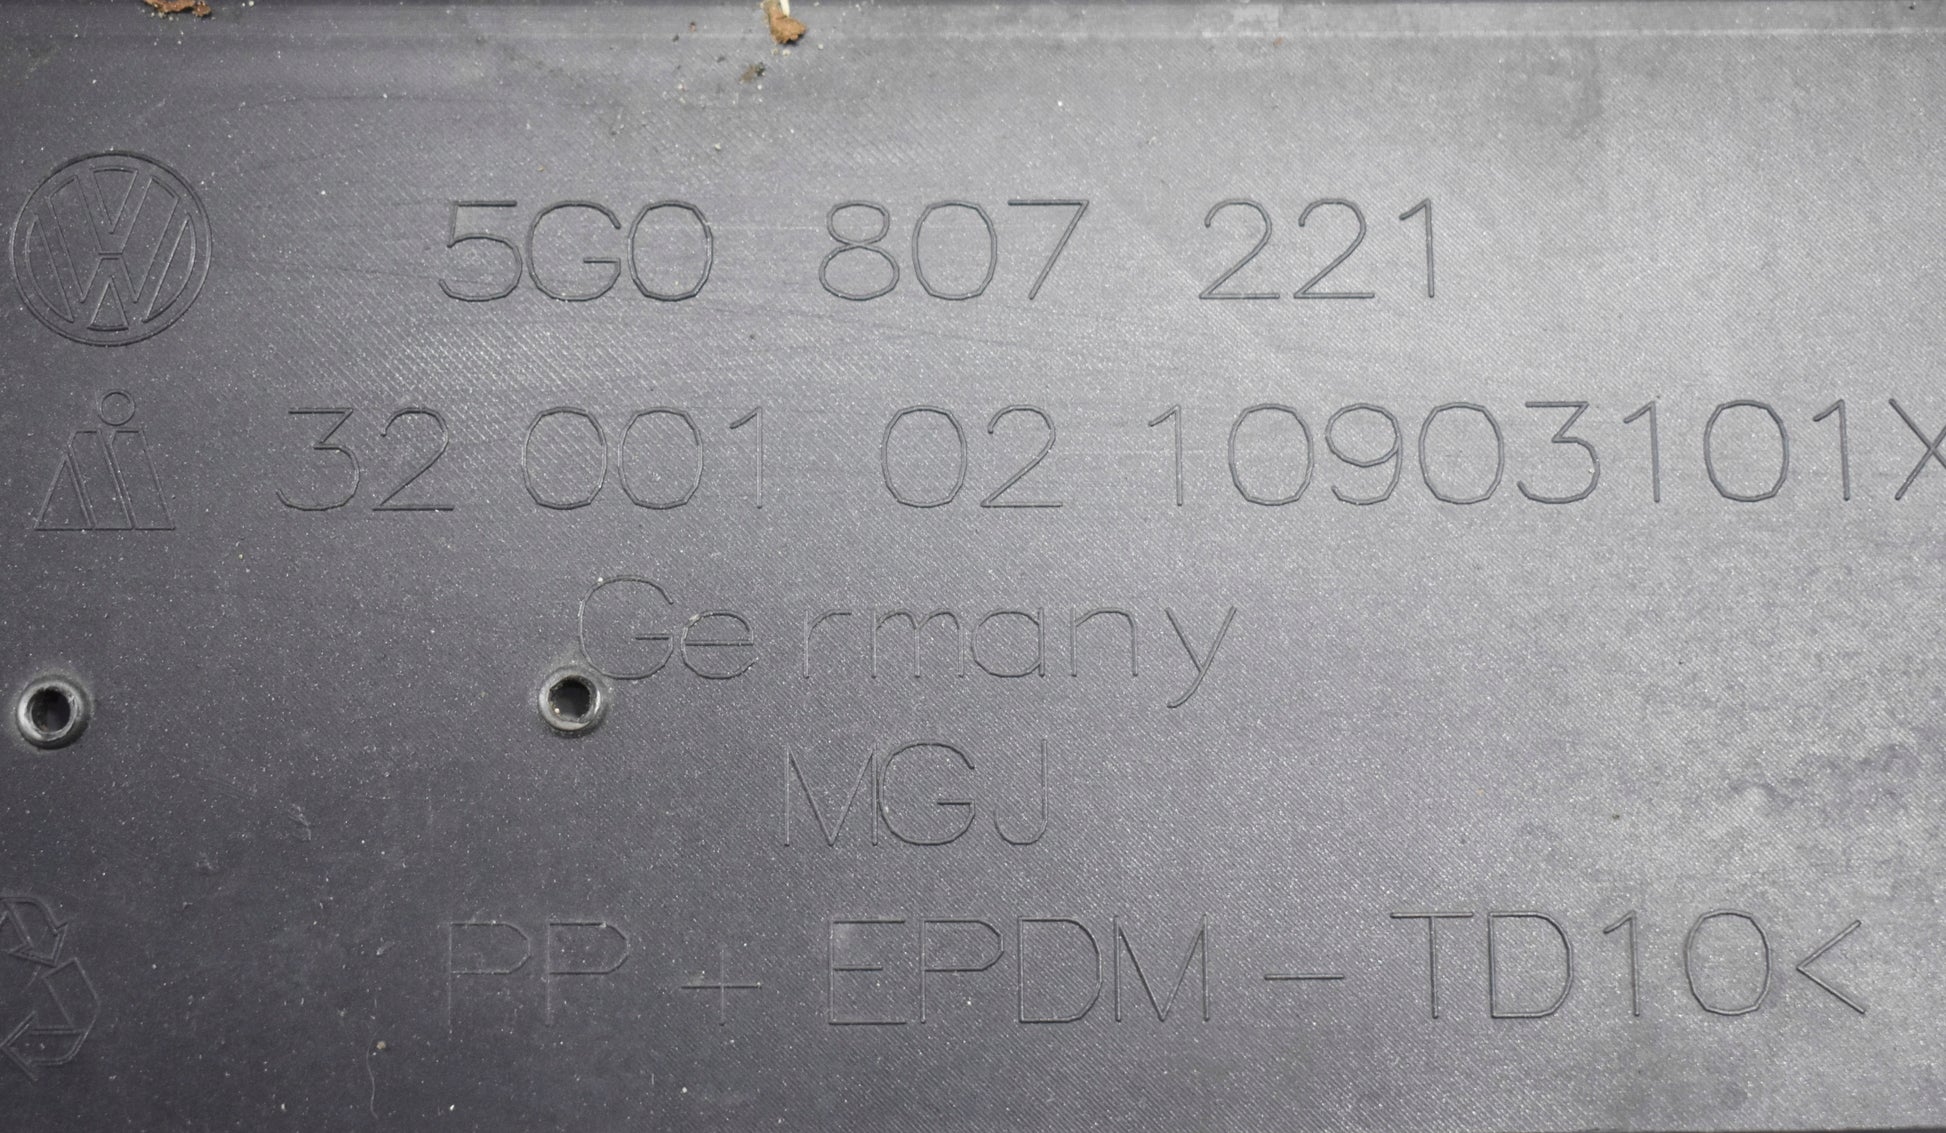 5G0 807 221
32 001 02 10903101X
Germany
MGJ
PP + EPDM - TD10<